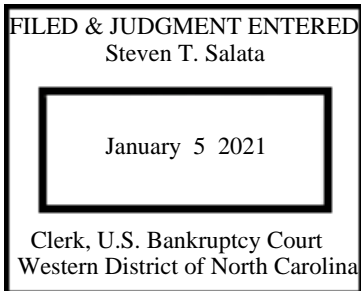 FILED & JUDGMENT ENTERED
Steven T. Salata
January 5 2021
Clerk, U.S. Bankruptcy Court
Western District of North Carolina